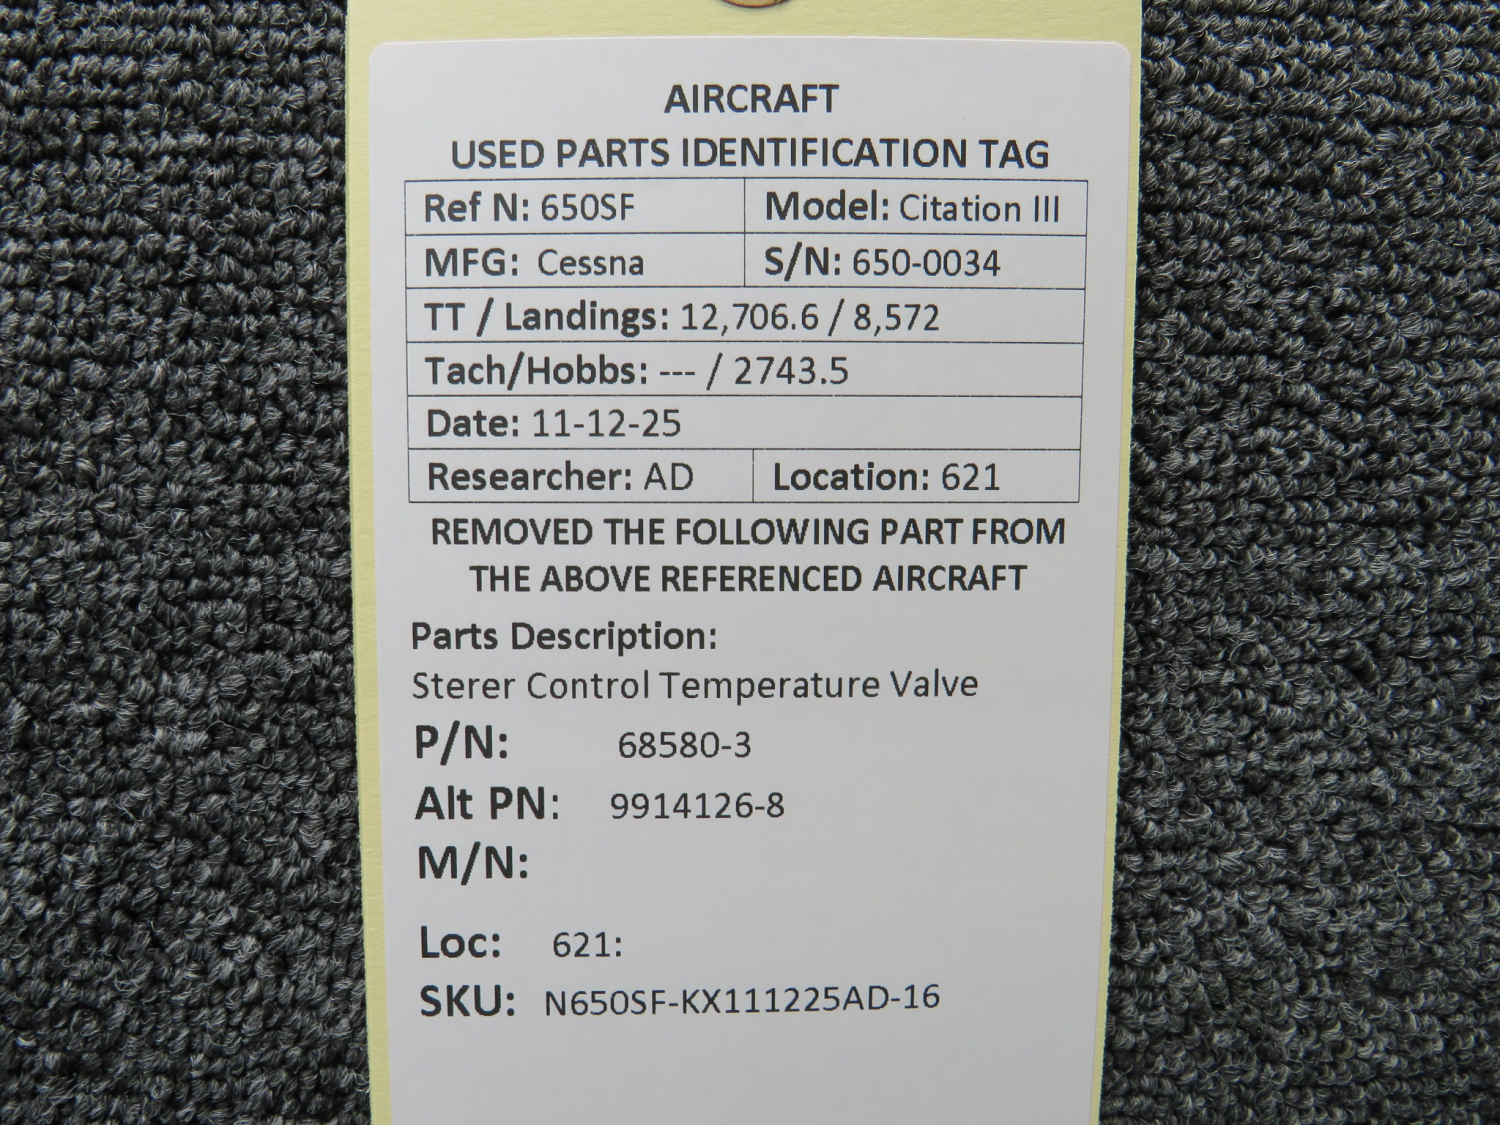 AIRCRAFT
USED PARTS IDENTIFICATION TAG
Ref N: 650SF Model: Citation III
MFG: Cessna S/N: 650-0034
TT / Landings: 12,706.6 / 8,572
Tach/Hobbs: --- / 2743.5
Date: 11-12-25
Researcher: AD Location: 621
REMOVED THE FOLLOWING PART FROM
THE ABOVE REFERENCED AIRCRAFT
Parts Description:
Sterer Control Temperature Valve
P/N: 68580-3
Alt PN: 9914126-8
M/N:
Loc: 621:
SKU: N650SF-KX111225AD-16